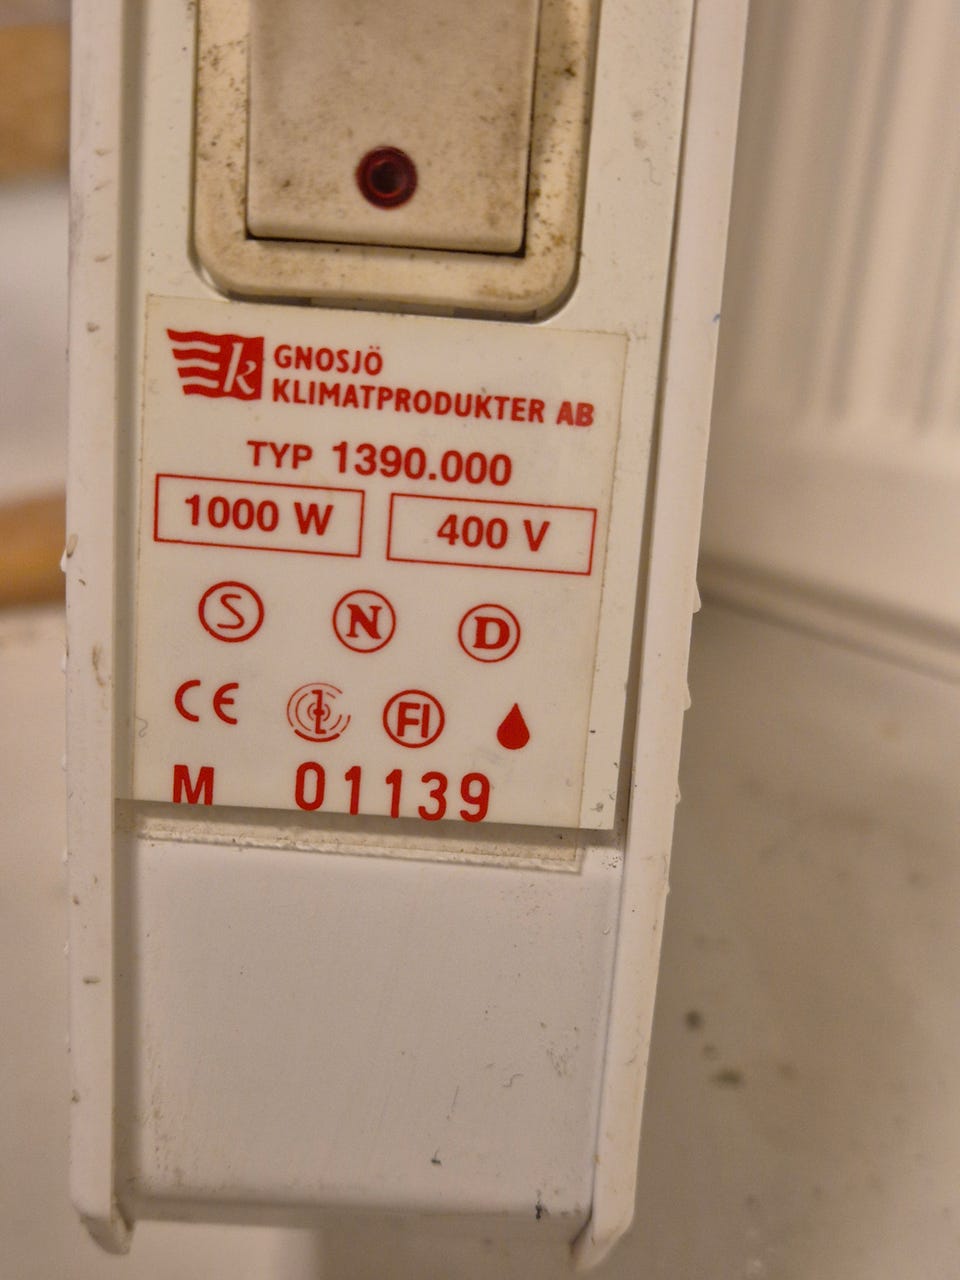 k GNOSJÖ
KLIMATPRODUKTER AB
TYP 1390.000
1000 W 400 V
S N D
CE FI
M 01139